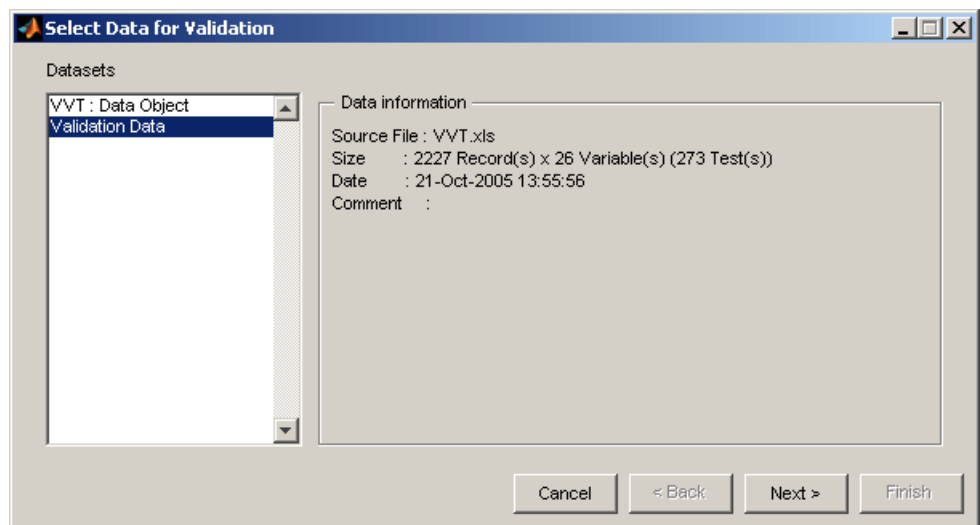 Select Data for Validation
Datasets
VVT : Data Object
Validation Data
Data information
Source File : VVT.xls
Size : 2227 Record(s) x 26 Variable(s) (273 Test(s))
Date : 21-Oct-2005 13:55:56
Comment :
Cancel
< Back
Next >
Finish